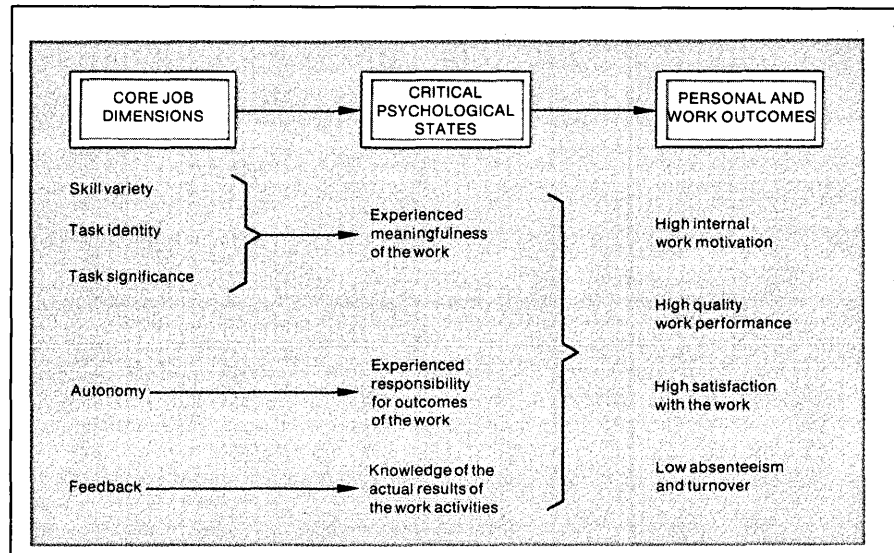 CORE JOB
DIMENSIONS
CRITICAL
PSYCHOLOGICAL
STATES
PERSONAL AND
WORK OUTCOMES
Skill variety
Task identity
Task significance
Experienced
meaningfulness
of the work
Autonomy
Experienced
responsibility
for outcomes
of the work
Feedback
Knowledge of the
actual results of
the work activities
High internal
work motivation
High quality
work performance
High satisfaction
with the work
Low absenteeism
and turnover